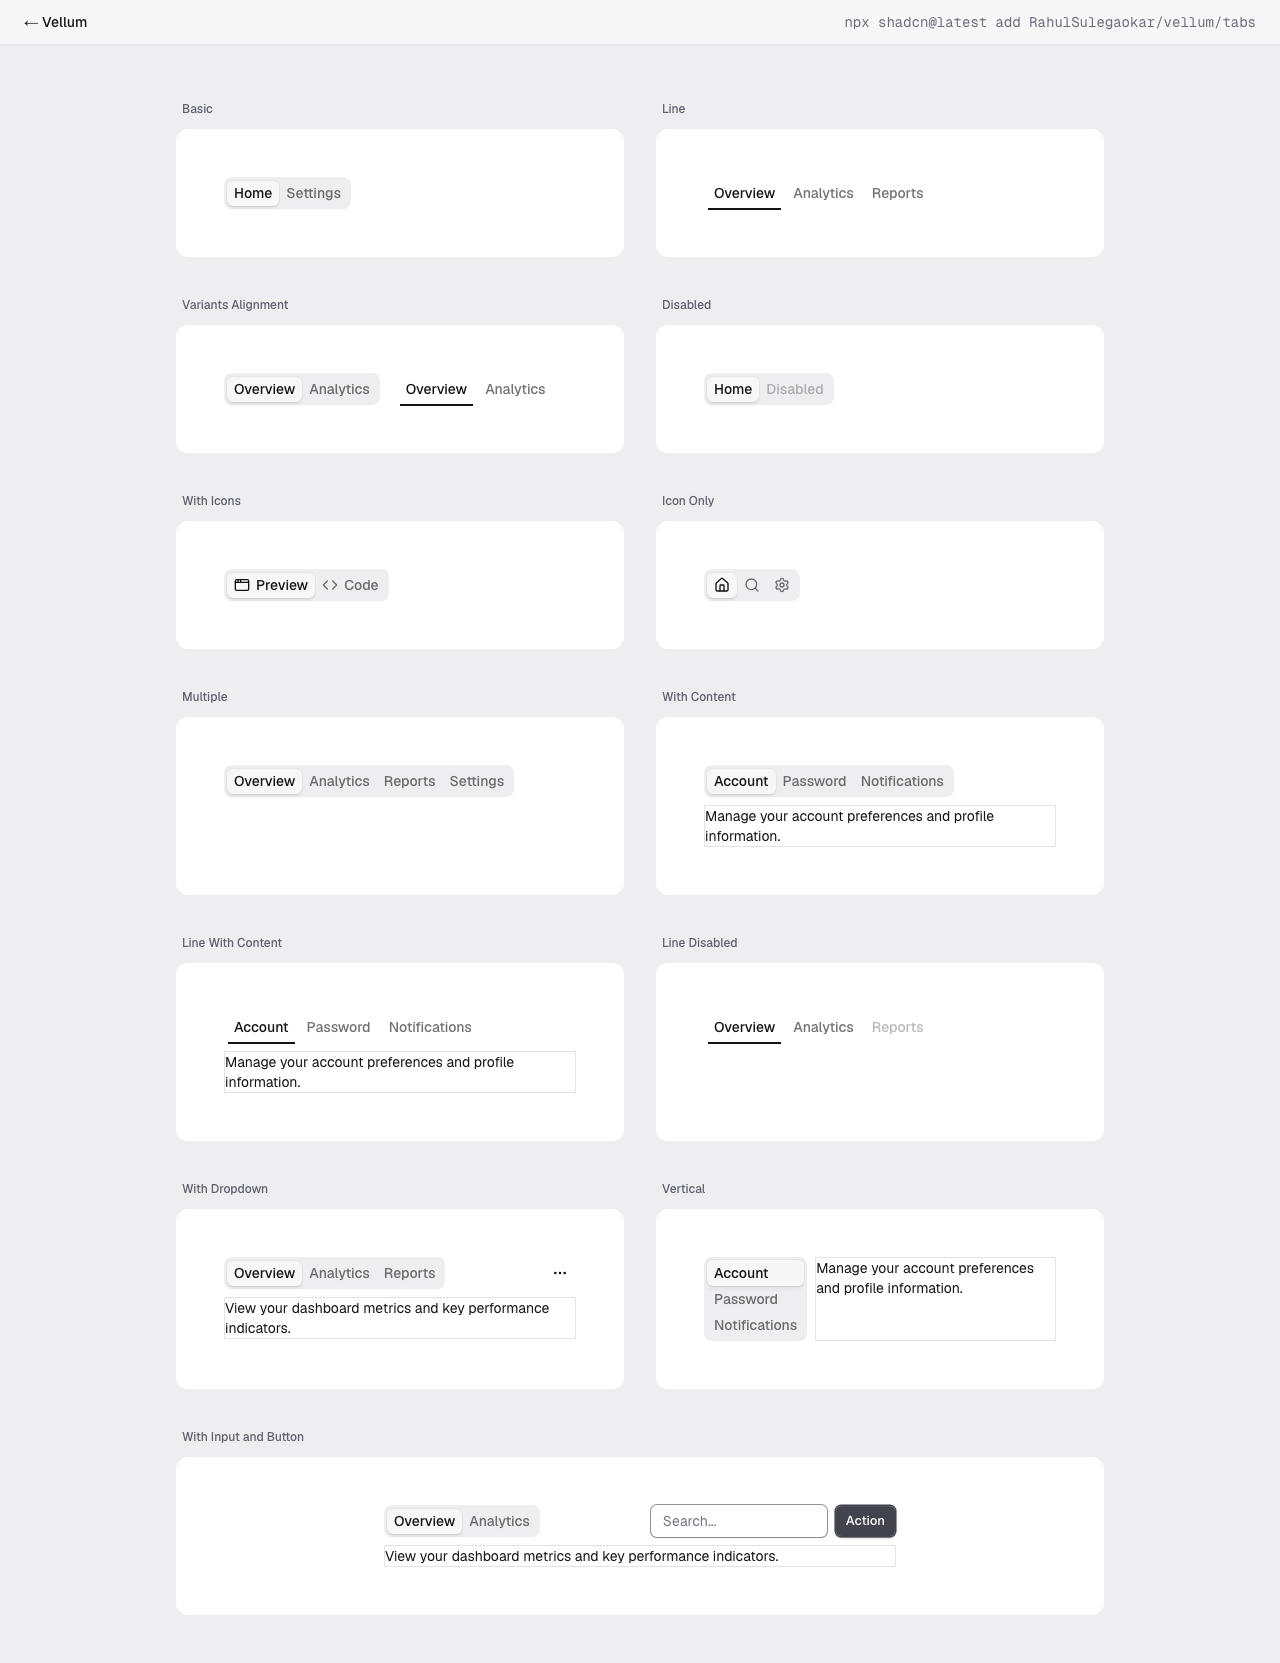 ← Vellum
npx shadcn@latest add RahulSulegaokar/vellum/tabs
Basic
Home Settings
Line
Overview Analytics Reports
Variants Alignment
Overview Analytics Overview Analytics
Disabled
Home Disabled
With Icons
Preview Code
Icon Only
Multiple
Overview Analytics Reports Settings
With Content
Account Password Notifications
Manage your account preferences and profile
information.
Line With Content
Account Password Notifications
Manage your account preferences and profile
information.
Line Disabled
Overview Analytics Reports
With Dropdown
Overview Analytics Reports
View your dashboard metrics and key performance
indicators.
Vertical
Account
Password
Notifications
Manage your account preferences
and profile information.
With Input and Button
Overview Analytics
Search...
Action
View your dashboard metrics and key performance indicators.